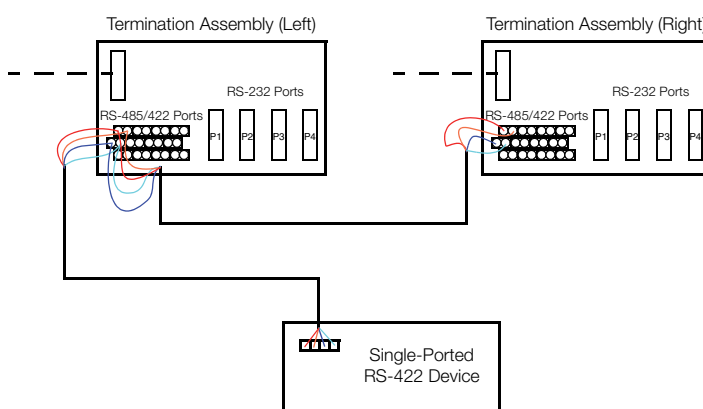 Termination Assembly (Left)
Termination Assembly (Right)
RS-232 Ports
RS-485/422 Ports
P1
P2
P3
P4
RS-232 Ports
RS-485/422 Ports
P1
P2
P3
P4
Single-Ported
RS-422 Device